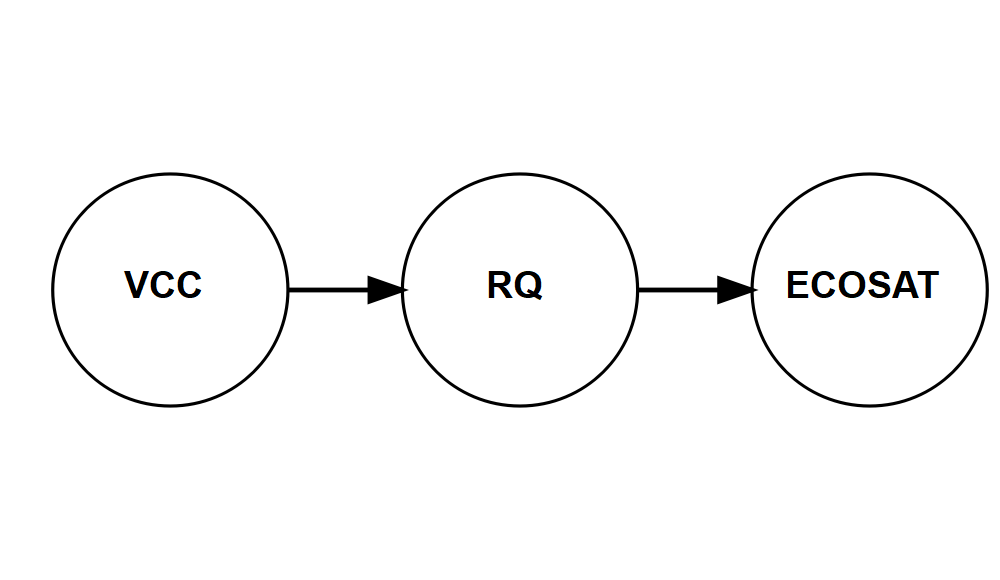 VCC
RQ
ECOSAT